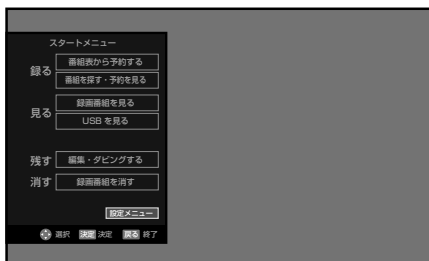 スタートメニュー
録る
番組表から予約する
番組を探す・予約を見る
見る
録画番組を見る
USB を見る
残す
編集・ダビングする
消す
録画番組を消す
設定メニュー
選択 決定 決定 戻る 終了